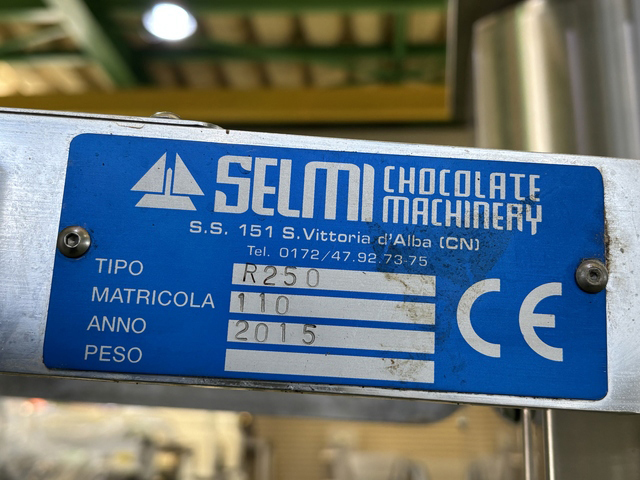 SELMI CHOCOLATE MACHINERY
S.S. 151 S.Vittoria d'Alba (CN)
Tel. 0172/47.92.73-75
TIPO R250
MATRICOLA 110
ANNO 2015
PESO
CE